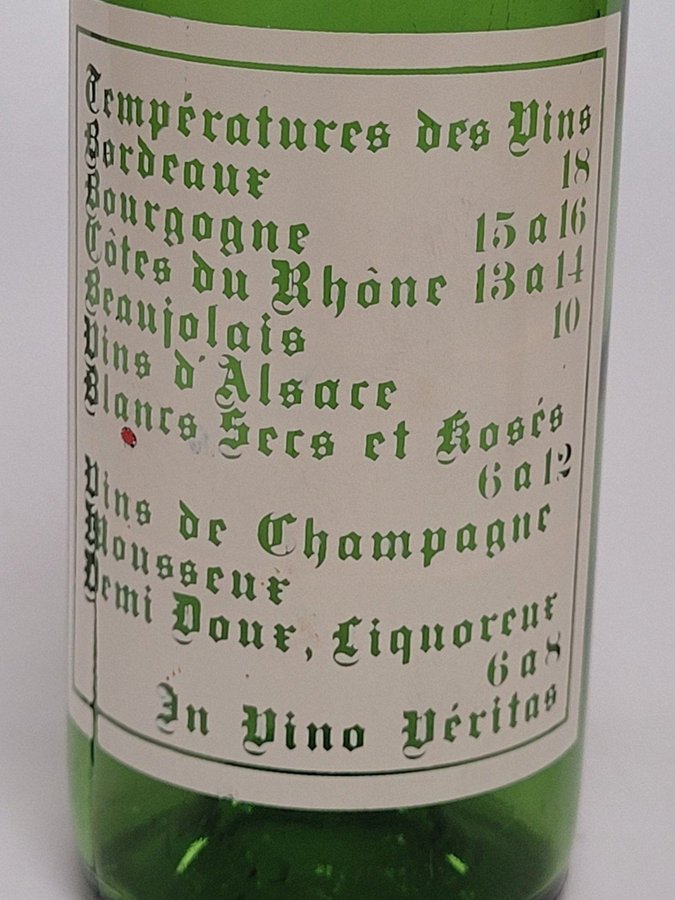 Températures des Vins
Bordeaux 18
Bourgogne 15 a 16
Côtes du Rhône 13 a 14
Beaujolais 10
Vins d'Alsace
Blancs Secs et Rosés
6 a 12
Vins de Champagne
Mousseux
Demi Doux, Liquoreux
6 a 8
In Vino Véritas